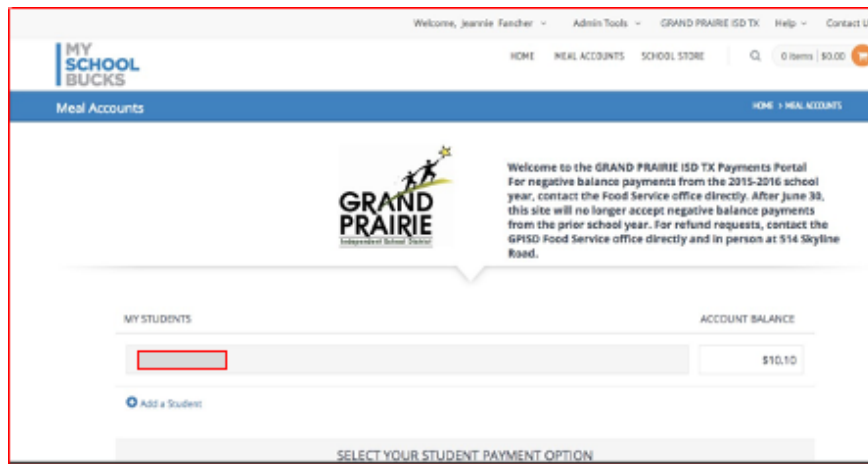 Welcome, Jeannie Fancher Admin Tools GRAND PRAIRIE ISD TX Help Contact U
MY
SCHOOL
BUCKS
HOME MEAL ACCOUNTS SCHOOL STORE 0 items $0.00
Meal Accounts
HOME > MEAL ACCOUNTS
GRAND
PRAIRIE
Independent School District
Welcome to the GRAND PRAIRIE ISD TX Payments Portal
For negative balance payments from the 2015-2016 school
year, contact the Food Service office directly. After June 30,
this site will no longer accept negative balance payments
from the prior school year. For refund requests, contact the
GPISD Food Service office directly and in person at 514 Skyline
Road.
MY STUDENTS ACCOUNT BALANCE
$10.10
Add a Student
SELECT YOUR STUDENT PAYMENT OPTION